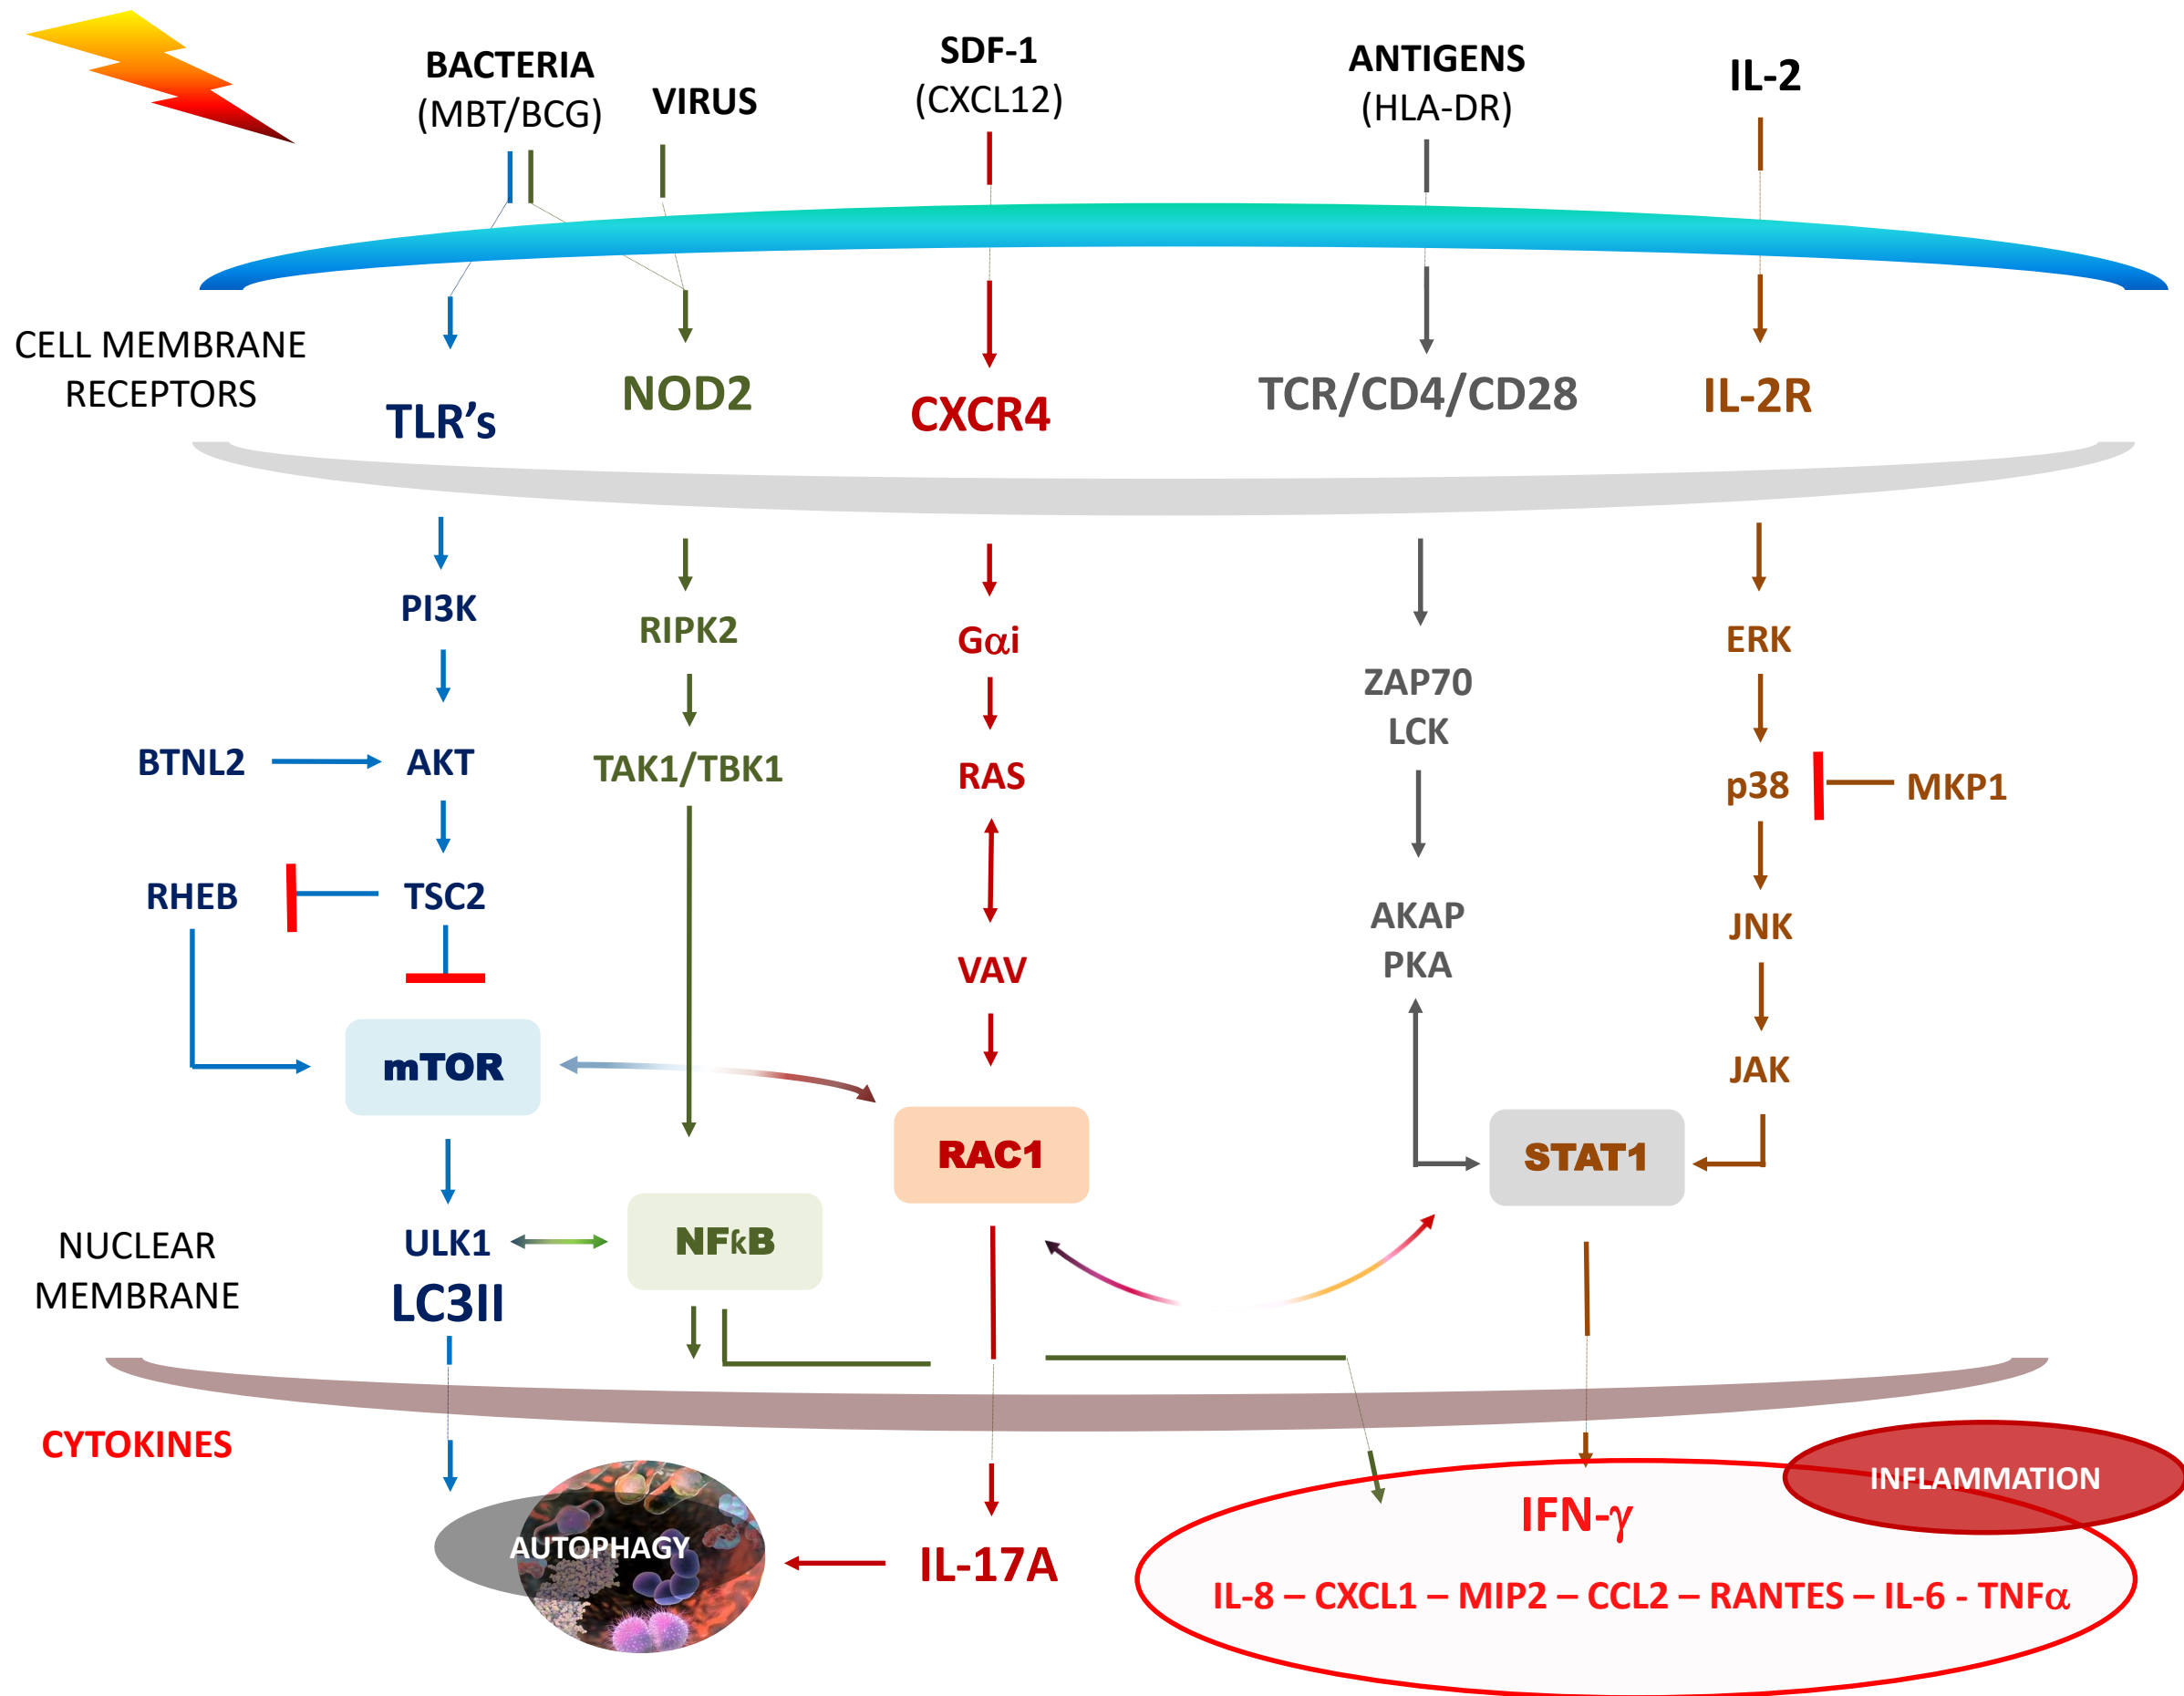 BACTERIA
(MBT/BCG)
VIRUS
SDF-1
(CXCL12)
ANTIGENS
(HLA-DR)
IL-2
CELL MEMBRANE
RECEPTORS
TLR’s
NOD2
CXCR4
TCR/CD4/CD28
IL-2R
PI3K
RIPK2
Gαi
ZAP70
LCK
ERK
BTNL2
AKT
TAK1/TBK1
RAS
p38
MKP1
RHEB
TSC2
VAV
AKAP
PKA
JNK
mTOR
RAC1
STAT1
JAK
NUCLEAR
MEMBRANE
ULK1
LC3II
NFƙB
CYTOKINES
AUTOPHAGY
IL-17A
INFLAMMATION
IFN-γ
IL-8 – CXCL1 – MIP2 – CCL2 – RANTES – IL-6 - TNFα